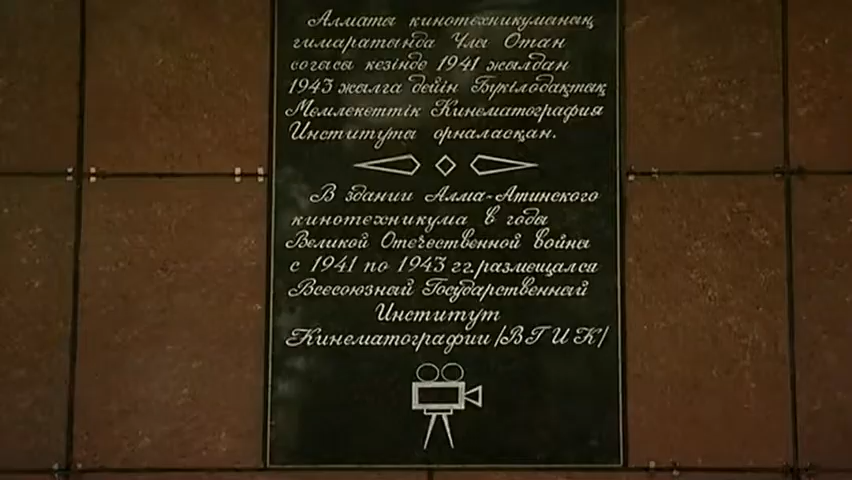 Алматы кинотехникумының
ғимаратында Ұлы Отан
соғысы кезінде 1941 жылдан
1943 жылға дейін Бүкілодақтық
Мемлекеттік Кинематография
Институты орналасқан.
В здании Алма-Атинского
кинотехникума в годы
Великой Отечественной войны
с 1941 по 1943 гг. размещался
Всесоюзный Государственный
Институт
Кинематографии /ВГИК/